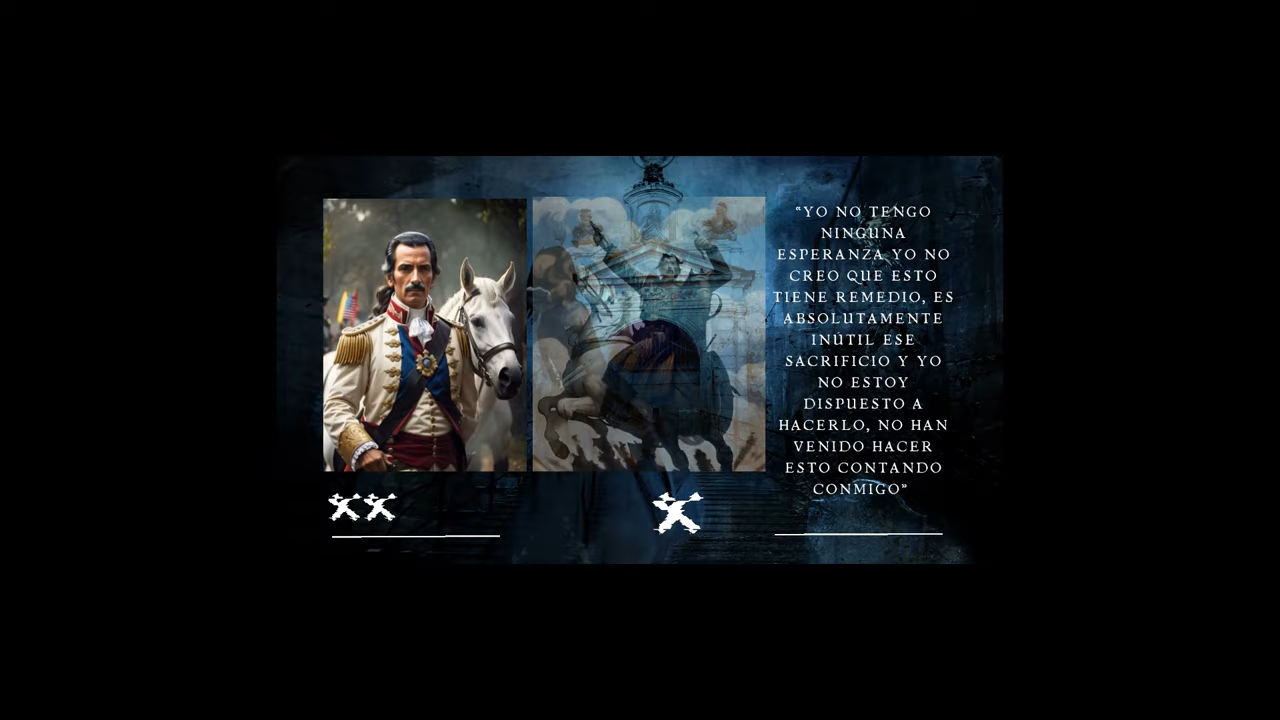 “YO NO TENGO
NINGUNA
ESPERANZA YO NO
CREO QUE ESTO
TIENE REMEDIO, ES
ABSOLUTAMENTE
INÚTIL ESE
SACRIFICIO Y YO
NO ESTOY
DISPUESTO A
HACERLO, NO HAN
VENIDO HACER
ESTO CONTANDO
CONMIGO”